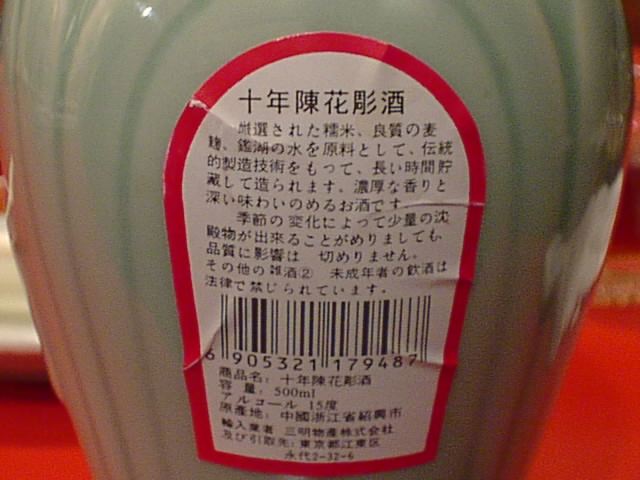 十年陳花彫酒
厳選された糯米、良質の麦
麹、鑑湖の水を原料として、伝統
的製造技術をもって、長い時間貯
蔵して造られます。濃厚な香りと
深い味わいのめるお酒です。
季節の変化によって少量の沈
殿物が出来ることがめりましても
品質に影響は 切めりません。
その他の雑酒② 未成年者の飲酒は
法律で禁じられています。
6 905321 179487
商品名: 十年陳花彫酒
容 量: 500ml
アルコール 15度
原產地: 中國浙江省紹興市
輸入業者 三明物産株式会社
及び引取先: 東京都江東区
永代2-32-6